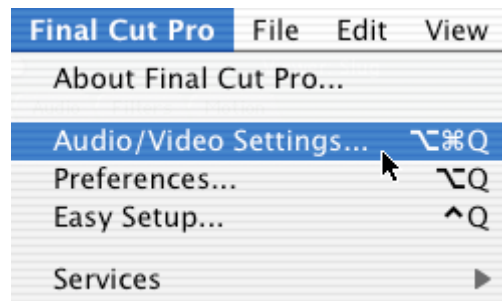 Final Cut Pro File Edit View
About Final Cut Pro...
Audio/Video Settings... ⌥⌘Q
Preferences... ⌥Q
Easy Setup... ^Q
Services ▶